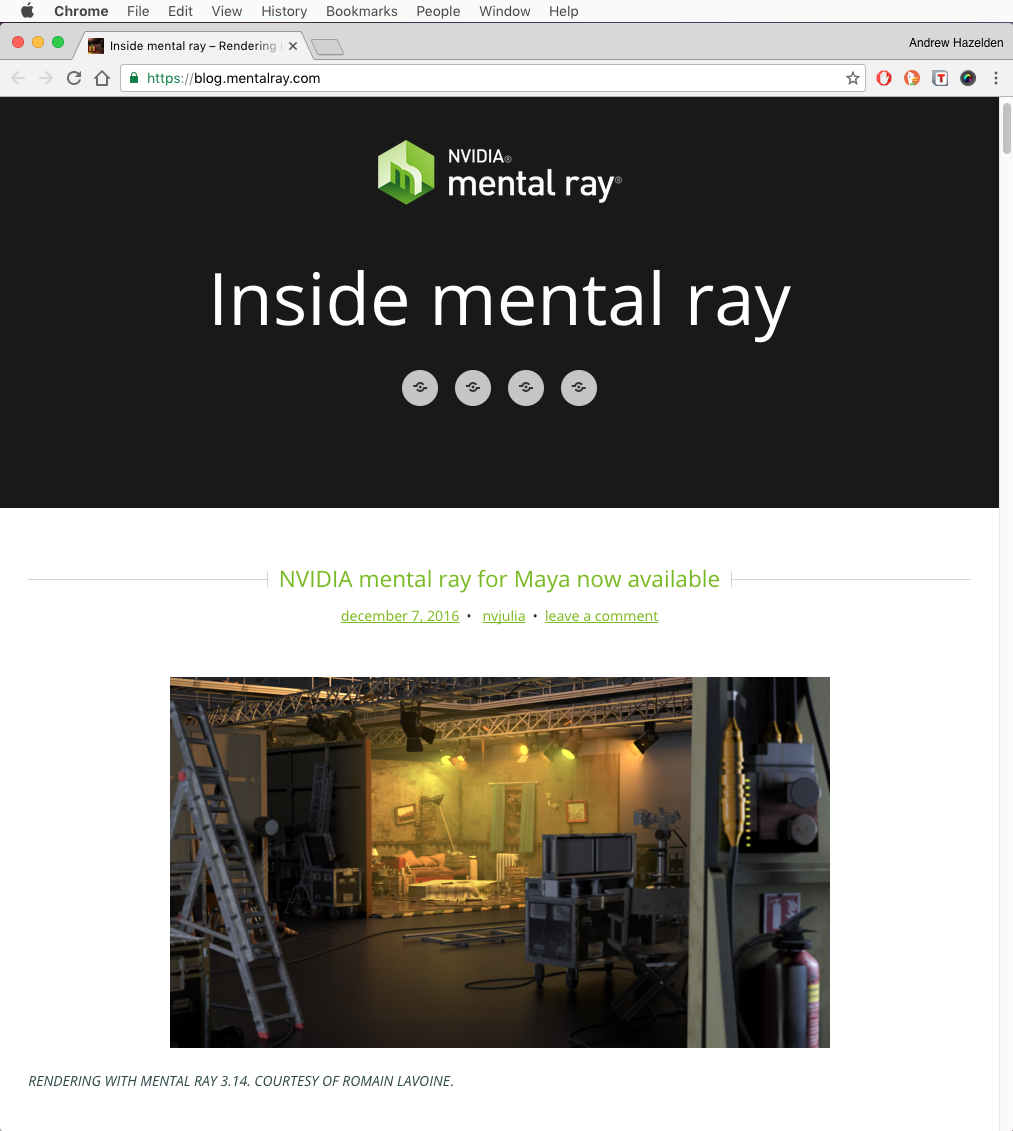 Chrome File Edit View History Bookmarks People Window Help
Inside mental ray – Rendering
Andrew Hazelden
https://blog.mentalray.com
NVIDIA®
mental ray®
Inside mental ray
NVIDIA mental ray for Maya now available
december 7, 2016 • nvjulia • leave a comment
RENDERING WITH MENTAL RAY 3.14. COURTESY OF ROMAIN LAVOINE.